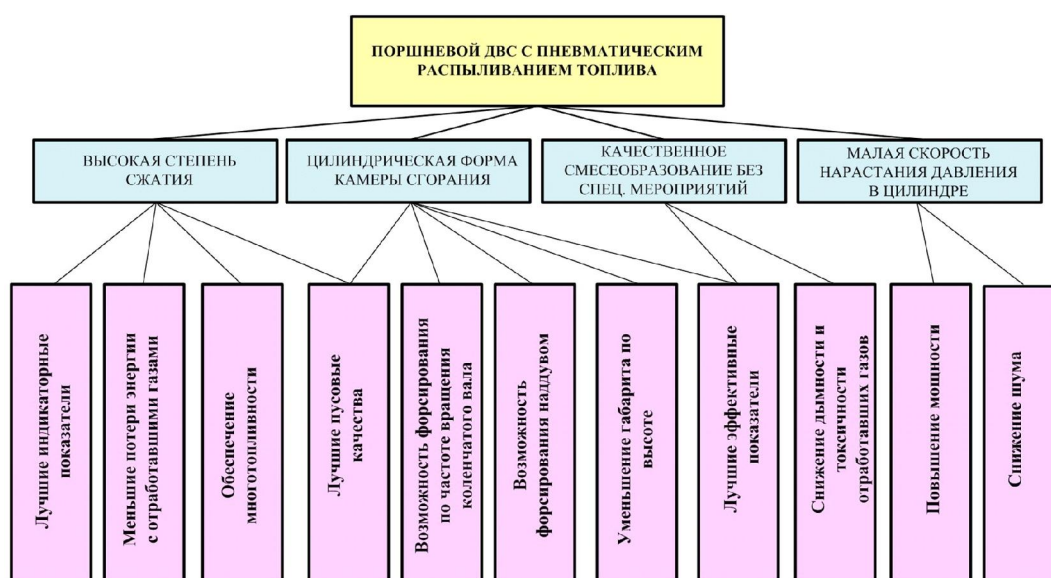 ПОРШНЕВОЙ ДВС С ПНЕВМАТИЧЕСКИМ
РАСПЫЛИВАНИЕМ ТОПЛИВА
ВЫСОКАЯ СТЕПЕНЬ
СЖАТИЯ
ЦИЛИНДРИЧЕСКАЯ ФОРМА
КАМЕРЫ СГОРАНИЯ
КАЧЕСТВЕННОЕ
СМЕСЕОБРАЗОВАНИЕ БЕЗ
СПЕЦ. МЕРОПРИЯТИЙ
МАЛАЯ СКОРОСТЬ
НАРАСТАНИЯ ДАВЛЕНИЯ
В ЦИЛИНДРЕ
Лучшие индикаторные
показатели
Меньшие потери энергии
с отработавшими газами
Обеспечение
многотопливности
Лучшие пусовые
качества
Возможность форсирования
по частоте вращения
коленчатого вала
Возможность
форсирования наддувом
Уменьшение габарита по
высоте
Лучшие эффективные
показатели
Снижение дымности и
токсичности
отработавших газов
Повышение мошности
Снижение шума